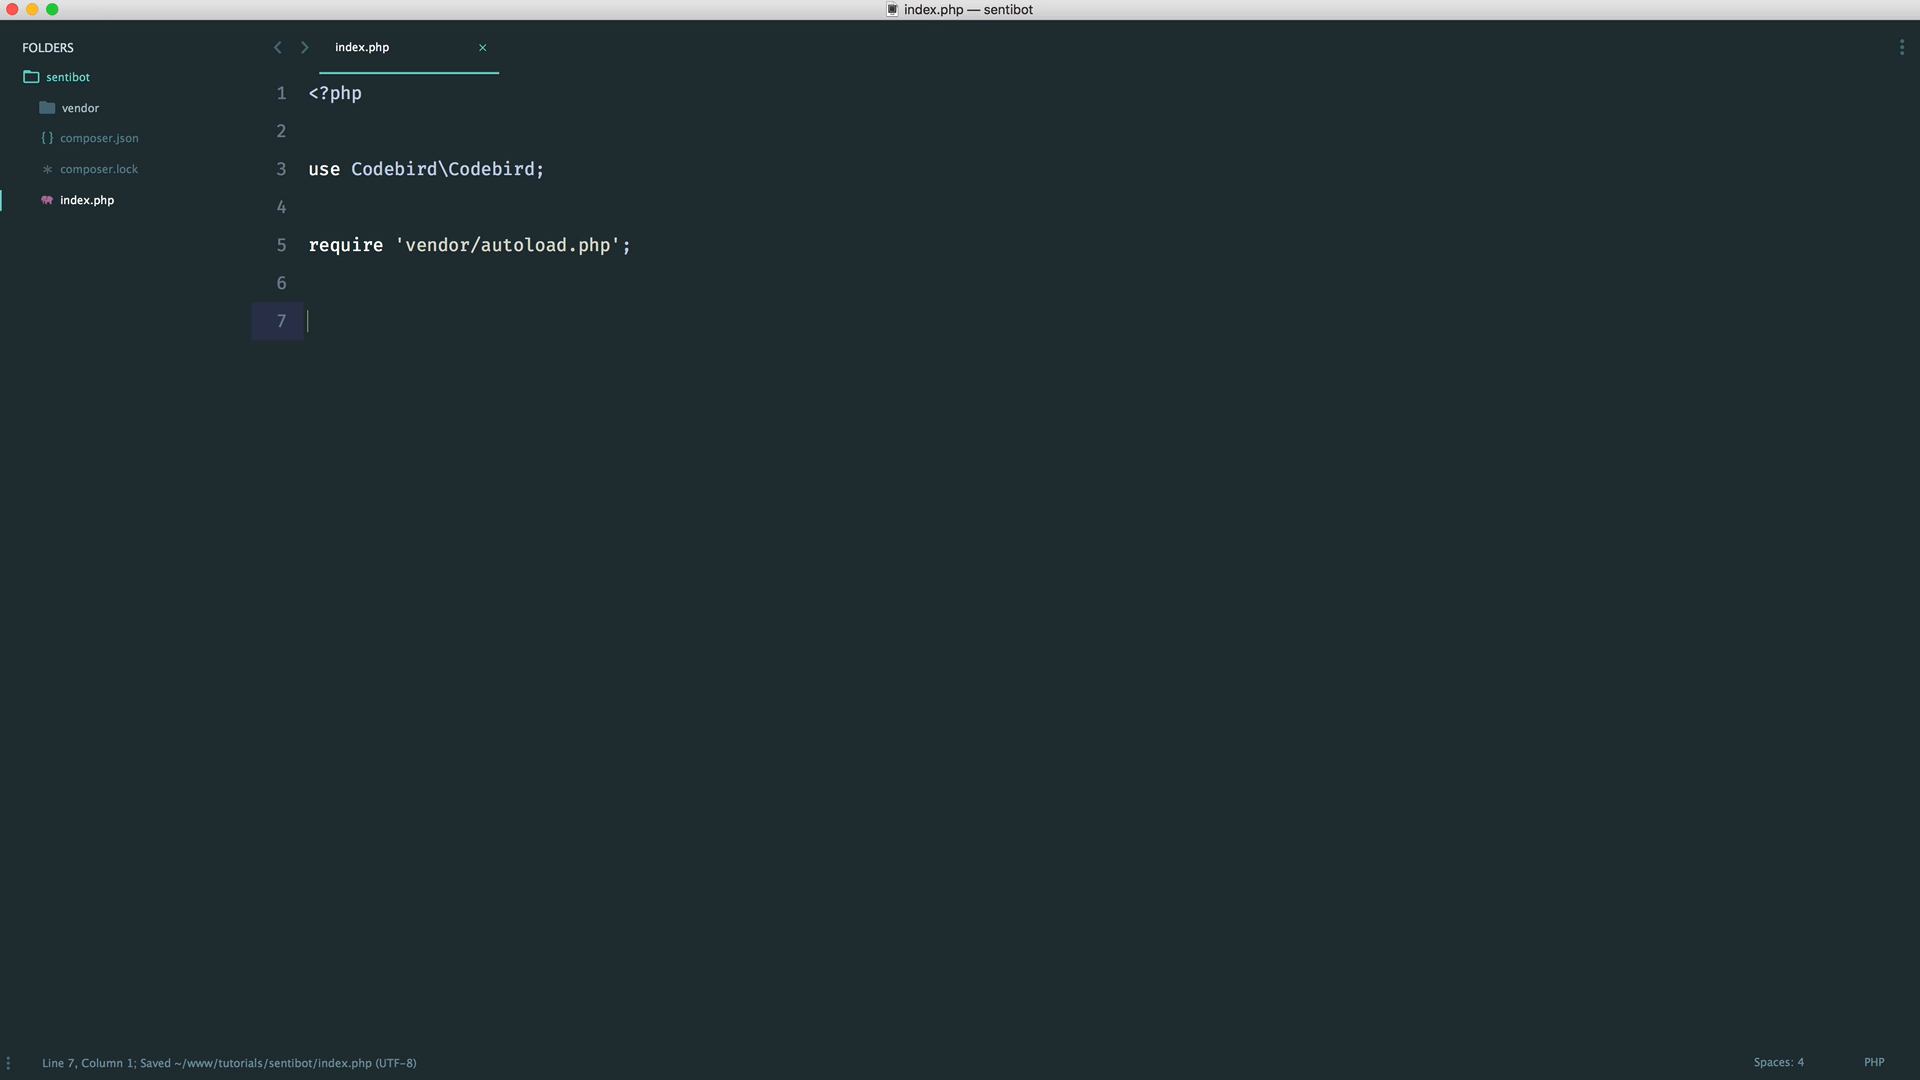 index.php — sentibot
FOLDERS
sentibot
vendor
{ } composer.json
* composer.lock
index.php
index.php ×
1 <?php
2
3 use Codebird\Codebird;
4
5 require 'vendor/autoload.php';
6
7
Line 7, Column 1; Saved ~/www/tutorials/sentibot/index.php (UTF-8)
Spaces: 4
PHP